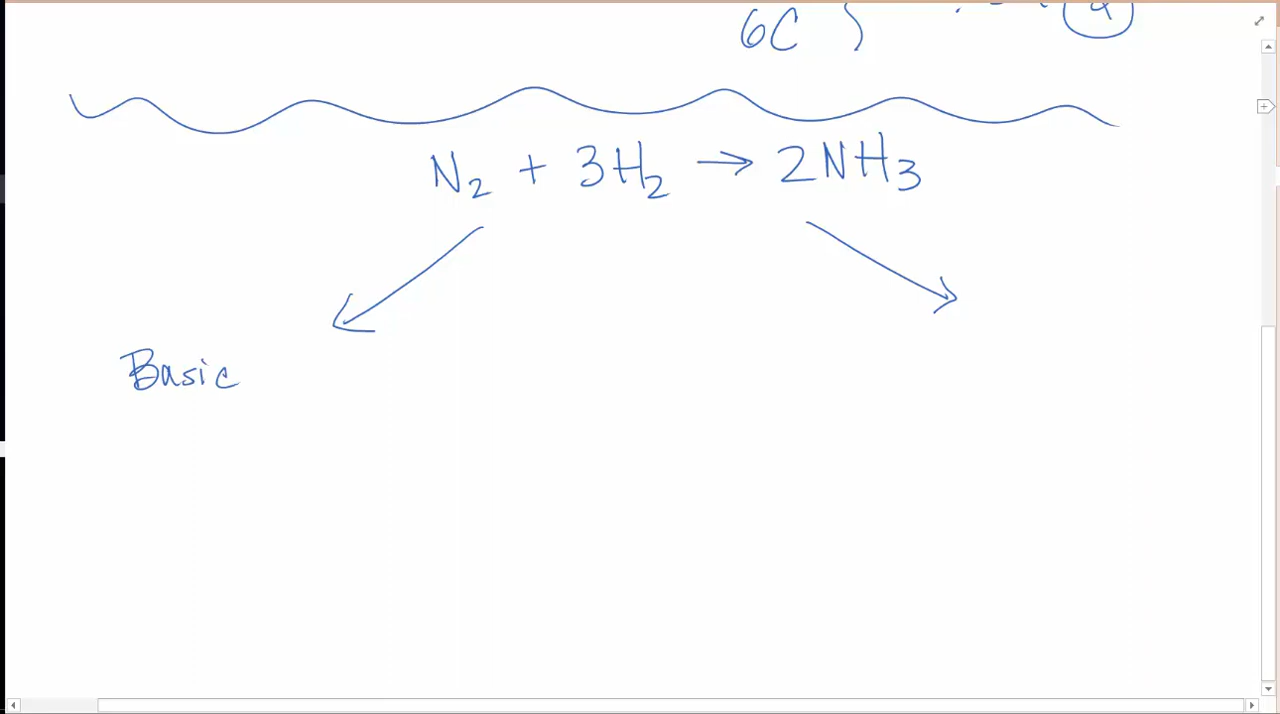 6C )
N₂ + 3H₂ → 2NH₃
Basic